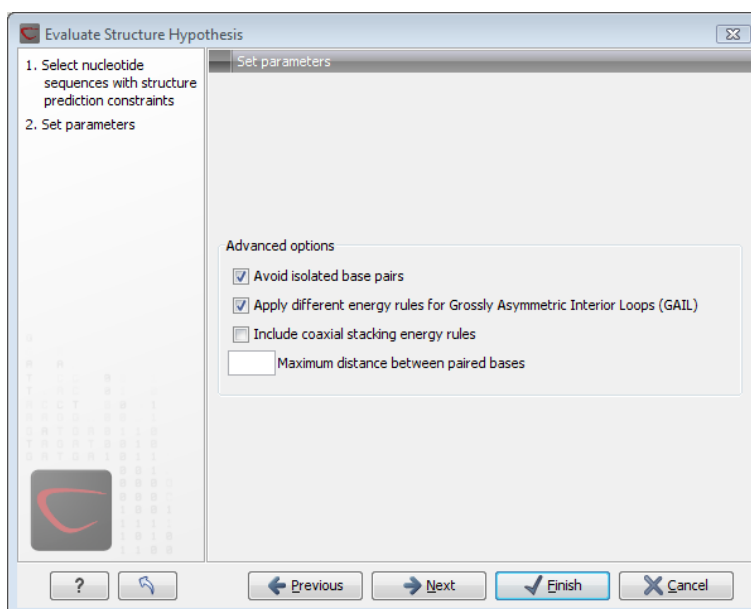 Evaluate Structure Hypothesis
1. Select nucleotide
sequences with structure
prediction constraints
2. Set parameters
Set parameters
Advanced options
Avoid isolated base pairs
Apply different energy rules for Grossly Asymmetric Interior Loops (GAIL)
Include coaxial stacking energy rules
Maximum distance between paired bases
?
Previous
Next
Finish
Cancel